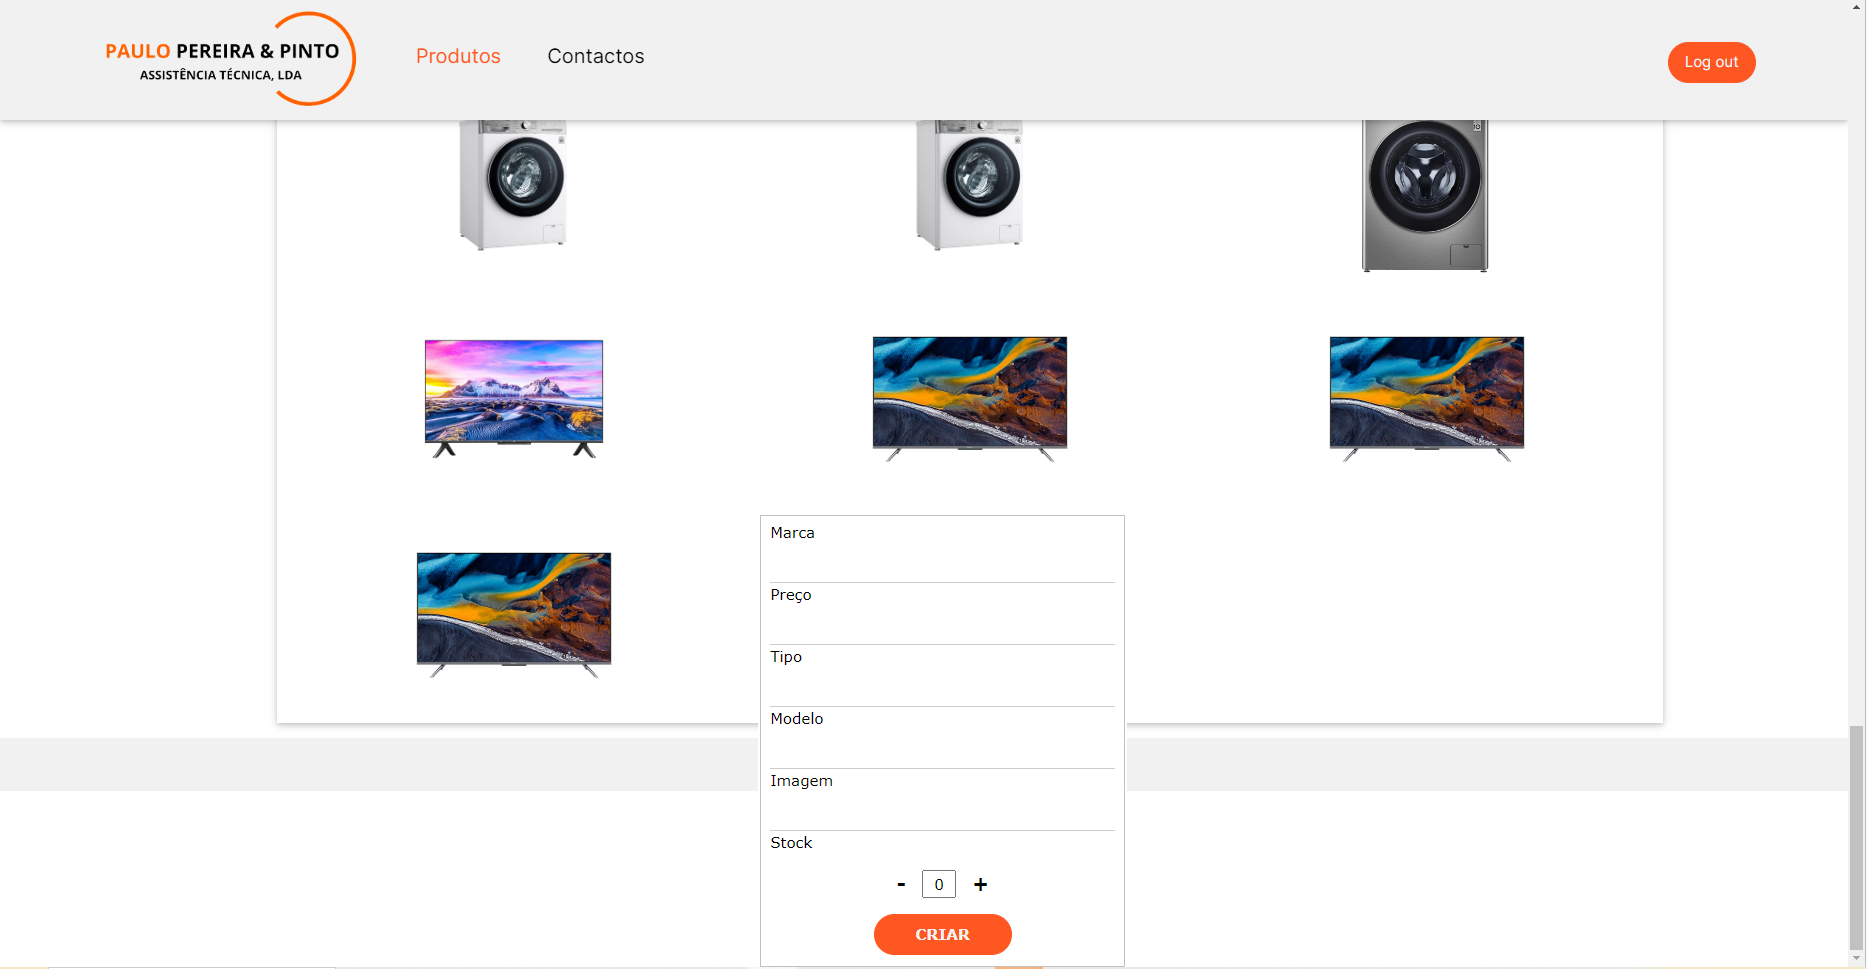 PAULO PEREIRA & PINTO
ASSISTÊNCIA TÉCNICA, LDA
Produtos
Contactos
Log out
Marca
Preço
Tipo
Modelo
Imagem
Stock
- 0 +
CRIAR